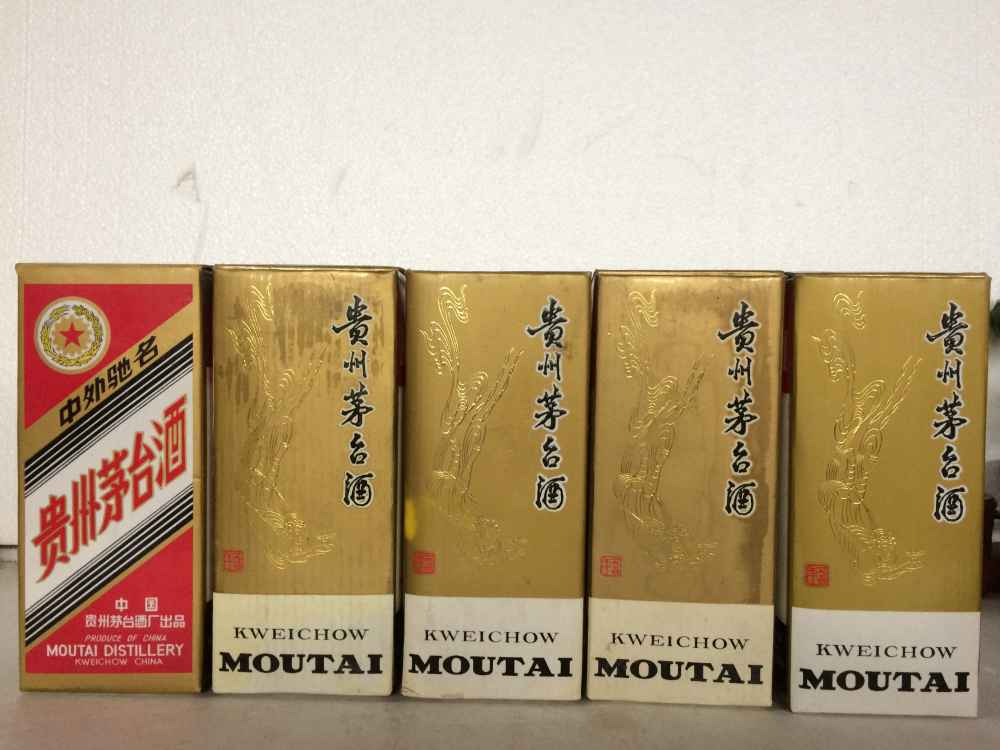 中外驰名
贵州茅台酒
中国
贵州茅台酒厂出品
PRODUCE OF CHINA
MOUTAI DISTILLERY
KWEICHOW CHINA
贵州茅台酒
KWEICHOW
MOUTAI
贵州茅台酒
KWEICHOW
MOUTAI
贵州茅台酒
KWEICHOW
MOUTAI
贵州茅台酒
KWEICHOW
MOUTAI